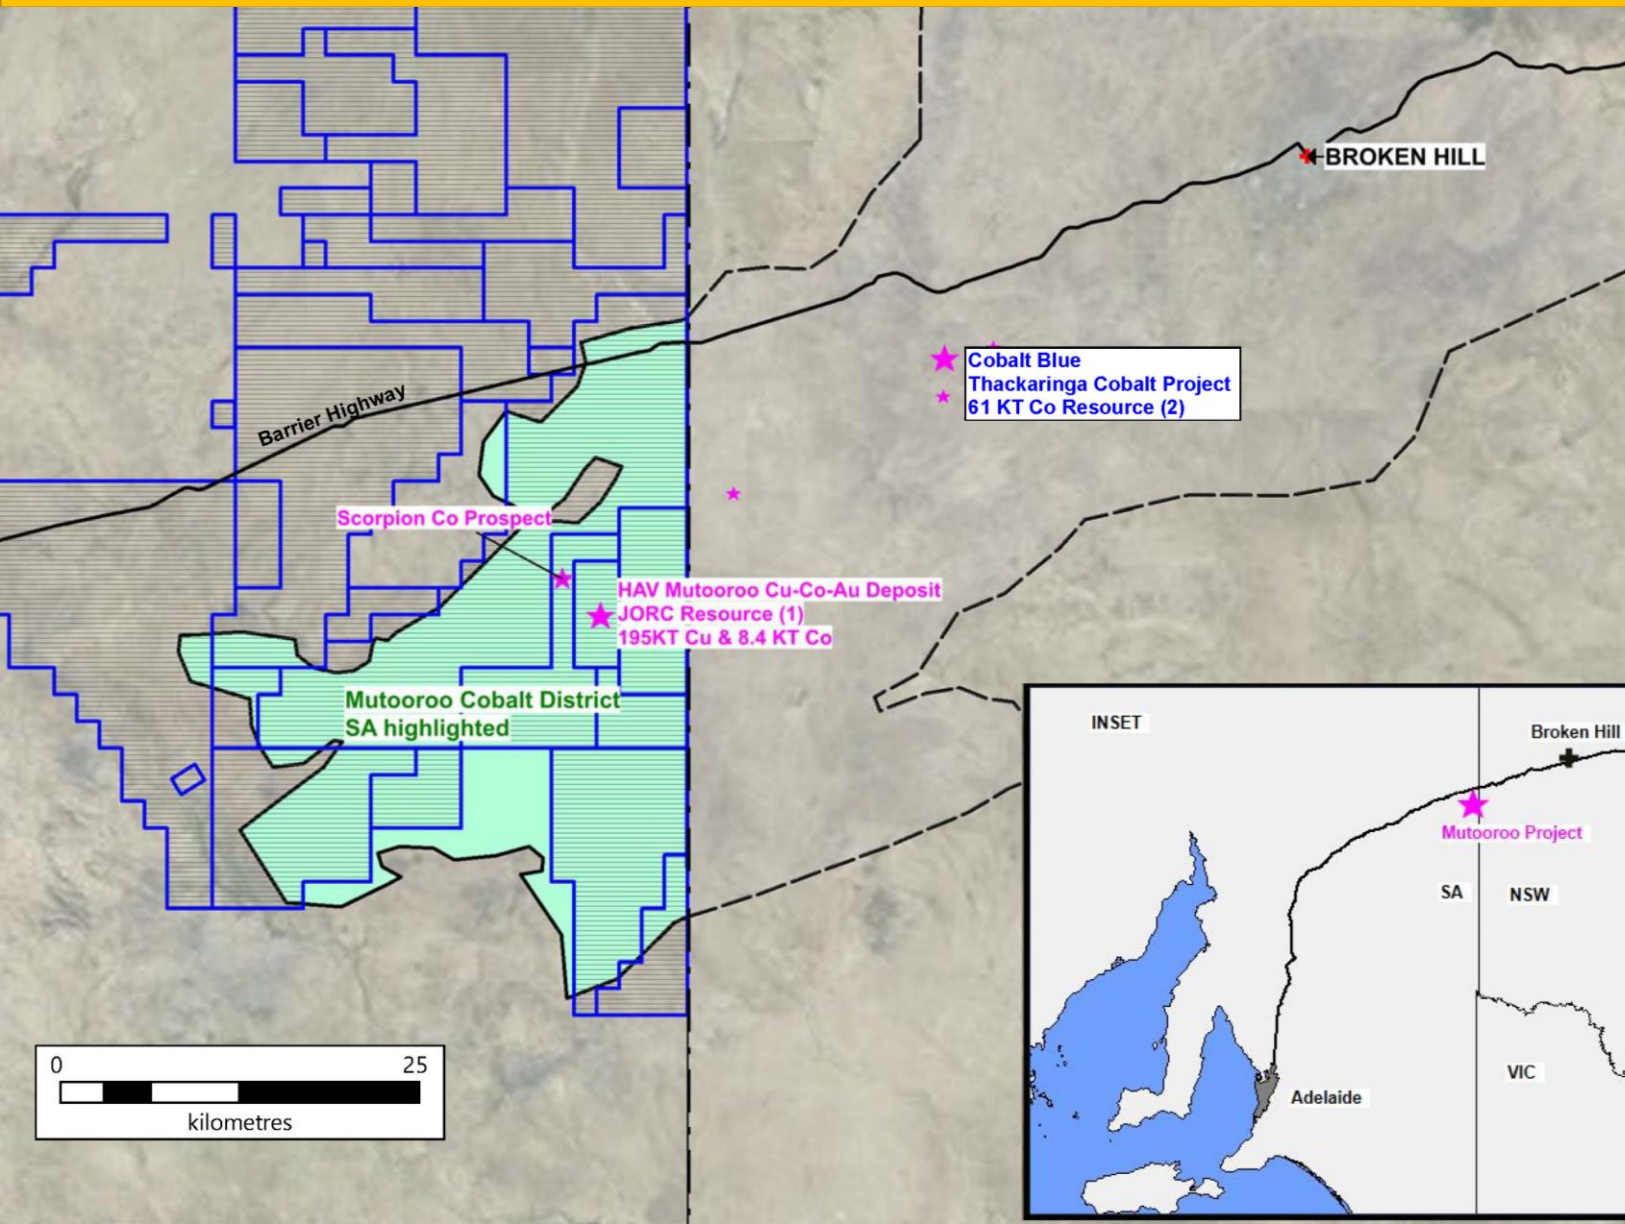 BROKEN HILL
Cobalt Blue
Thackaringa Cobalt Project
61 KT Co Resource (2)
Barrier Highway
Scorpion Co Prospect
HAV Mutooroo Cu-Co-Au Deposit
JORC Resource (1)
195KT Cu & 8.4 KT Co
Mutooroo Cobalt District
SA highlighted
INSET
Broken Hill
Mutooroo Project
SA
NSW
VIC
Adelaide
0 25
kilometres